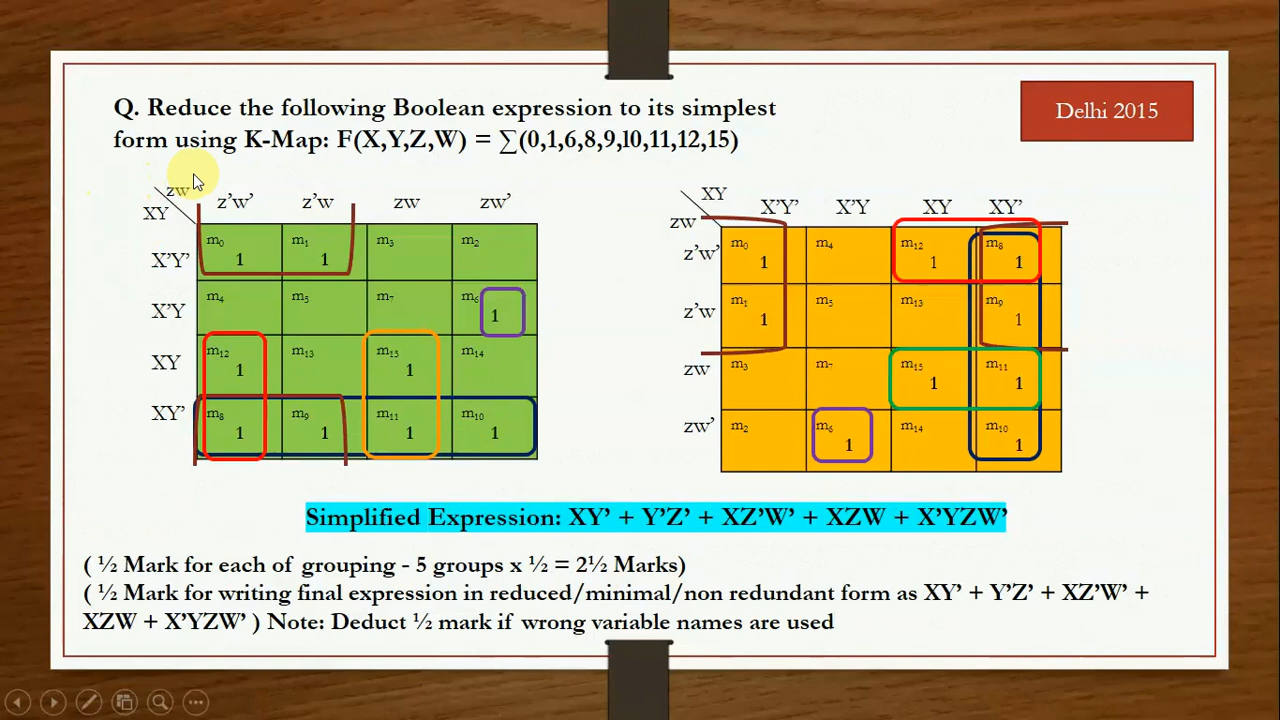 Q. Reduce the following Boolean expression to its simplest
form using K-Map: F(X,Y,Z,W) = ∑(0,1,6,8,9,l0,11,12,15)
Delhi 2015
zw
XY
z'w' z'w zw zw'
X'Y' m0 1 m1 1 m3 m2
X'Y m4 m5 m7 m6 1
XY m12 1 m13 m15 1 m14
XY' m8 1 m9 1 m11 1 m10 1
XY
zw
X'Y' X'Y XY XY'
z'w' m0 1 m4 m12 1 m8 1
z'w m1 1 m5 m13 m9 1
zw m3 m7 m15 1 m11 1
zw' m2 m6 1 m14 m10 1
Simplified Expression: XY' + Y'Z' + XZ'W' + XZW + X'YZW'
( ½ Mark for each of grouping - 5 groups x ½ = 2½ Marks)
( ½ Mark for writing final expression in reduced/minimal/non redundant form as XY' + Y'Z' + XZ'W' +
XZW + X'YZW' ) Note: Deduct ½ mark if wrong variable names are used